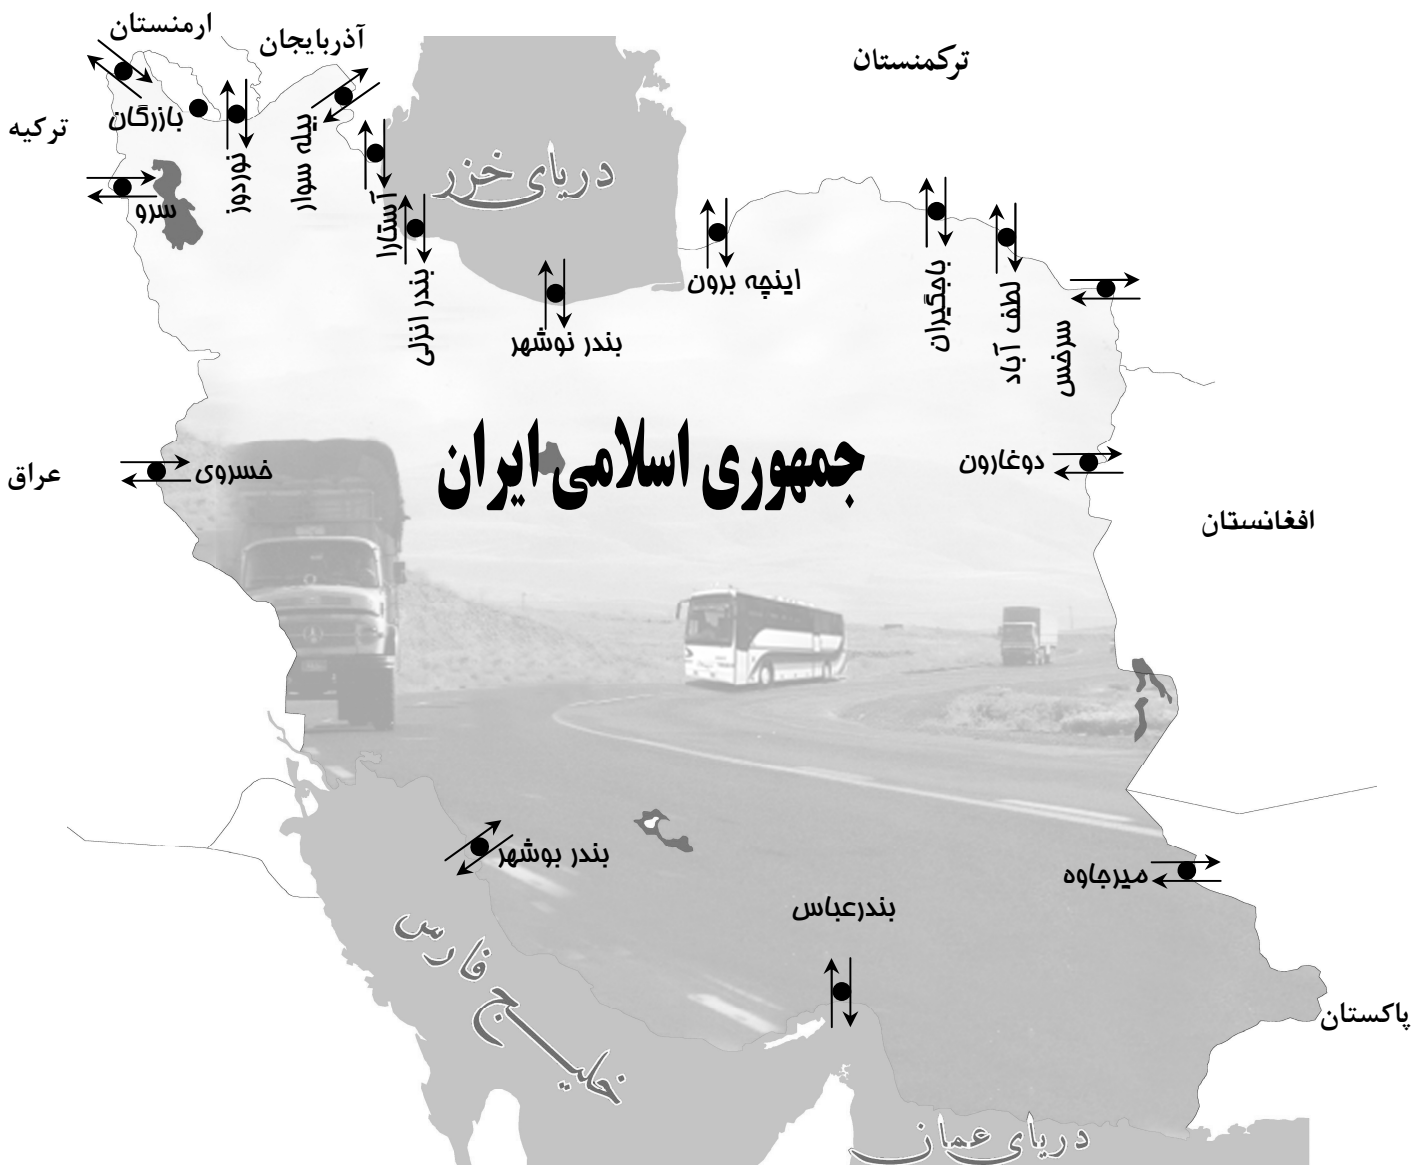 ارمنستان
آذربایجان
ترکمنستان
ترکیه
بازرگان
نوردوز
بیله سوار
آستارا
دریای خزر
سرو
بندر انزلی
بندر نوشهر
اینچه برون
باجگیران
لطف آباد
سرخس
جمهوری اسلامی ایران
عراق
خسروی
دوغارون
افغانستان
بندر بوشهر
میرجاوه
بندرعباس
خلیج فارس
پاکستان
دریای عمان